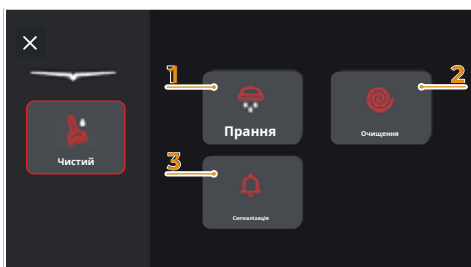 1
2
Прання
Очищення
Чистий
3
Сигналізація